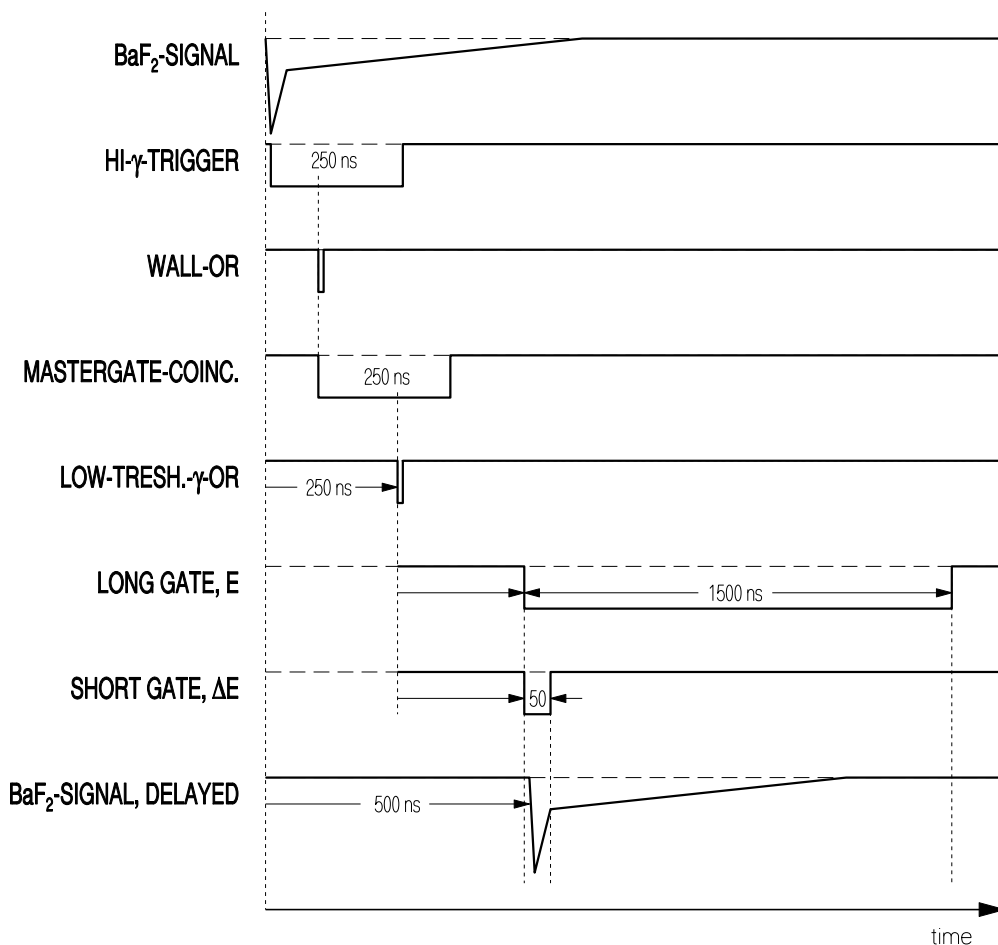 BaF₂-SIGNAL
HI-γ-TRIGGER
250 ns
WALL-OR
MASTERGATE-COINC.
250 ns
LOW-TRESH.-γ-OR
250 ns
LONG GATE, E
1500 ns
SHORT GATE, ΔE
50
BaF₂-SIGNAL, DELAYED
500 ns
time